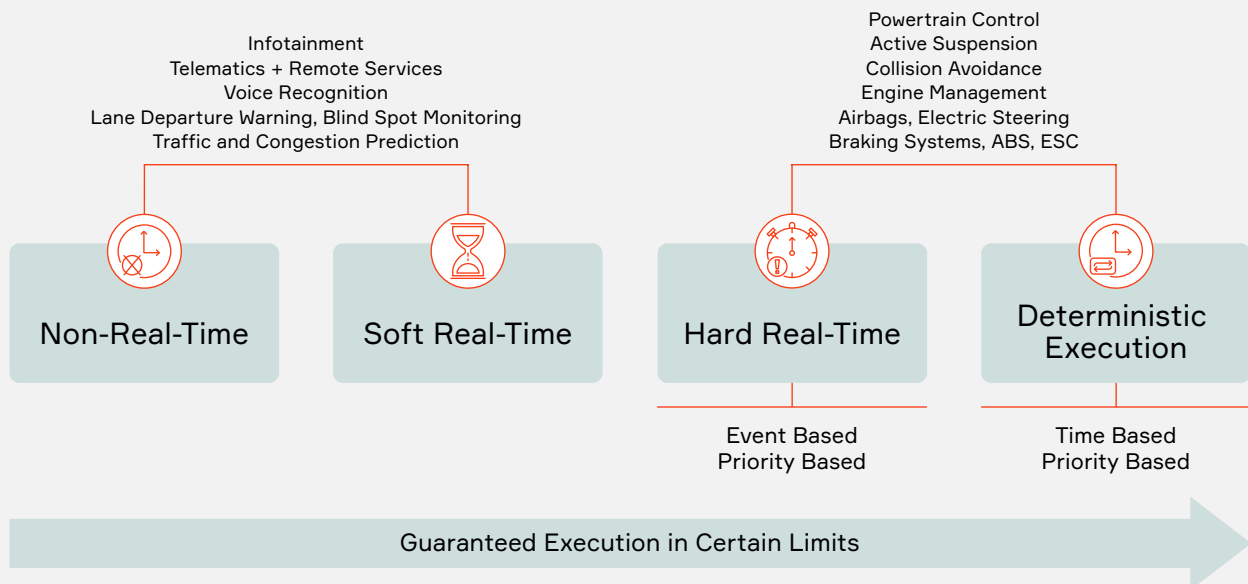 Infotainment
Telematics + Remote Services
Voice Recognition
Lane Departure Warning, Blind Spot Monitoring
Traffic and Congestion Prediction
Powertrain Control
Active Suspension
Collision Avoidance
Engine Management
Airbags, Electric Steering
Braking Systems, ABS, ESC
Non-Real-Time
Soft Real-Time
Hard Real-Time
Deterministic
Execution
Event Based
Priority Based
Time Based
Priority Based
Guaranteed Execution in Certain Limits